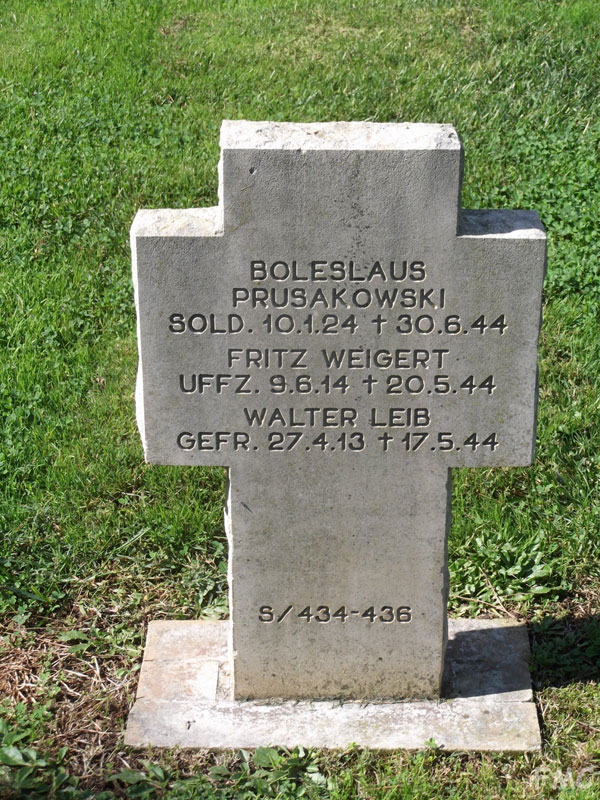 BOLESLAUS
PRUSAKOWSKI
SOLD. 10.1.24 † 30.6.44
FRITZ WEIGERT
UFFZ. 9.6.14 † 20.5.44
WALTER LEIB
GEFR. 27.4.13 † 17.5.44
S/434-436
FMC